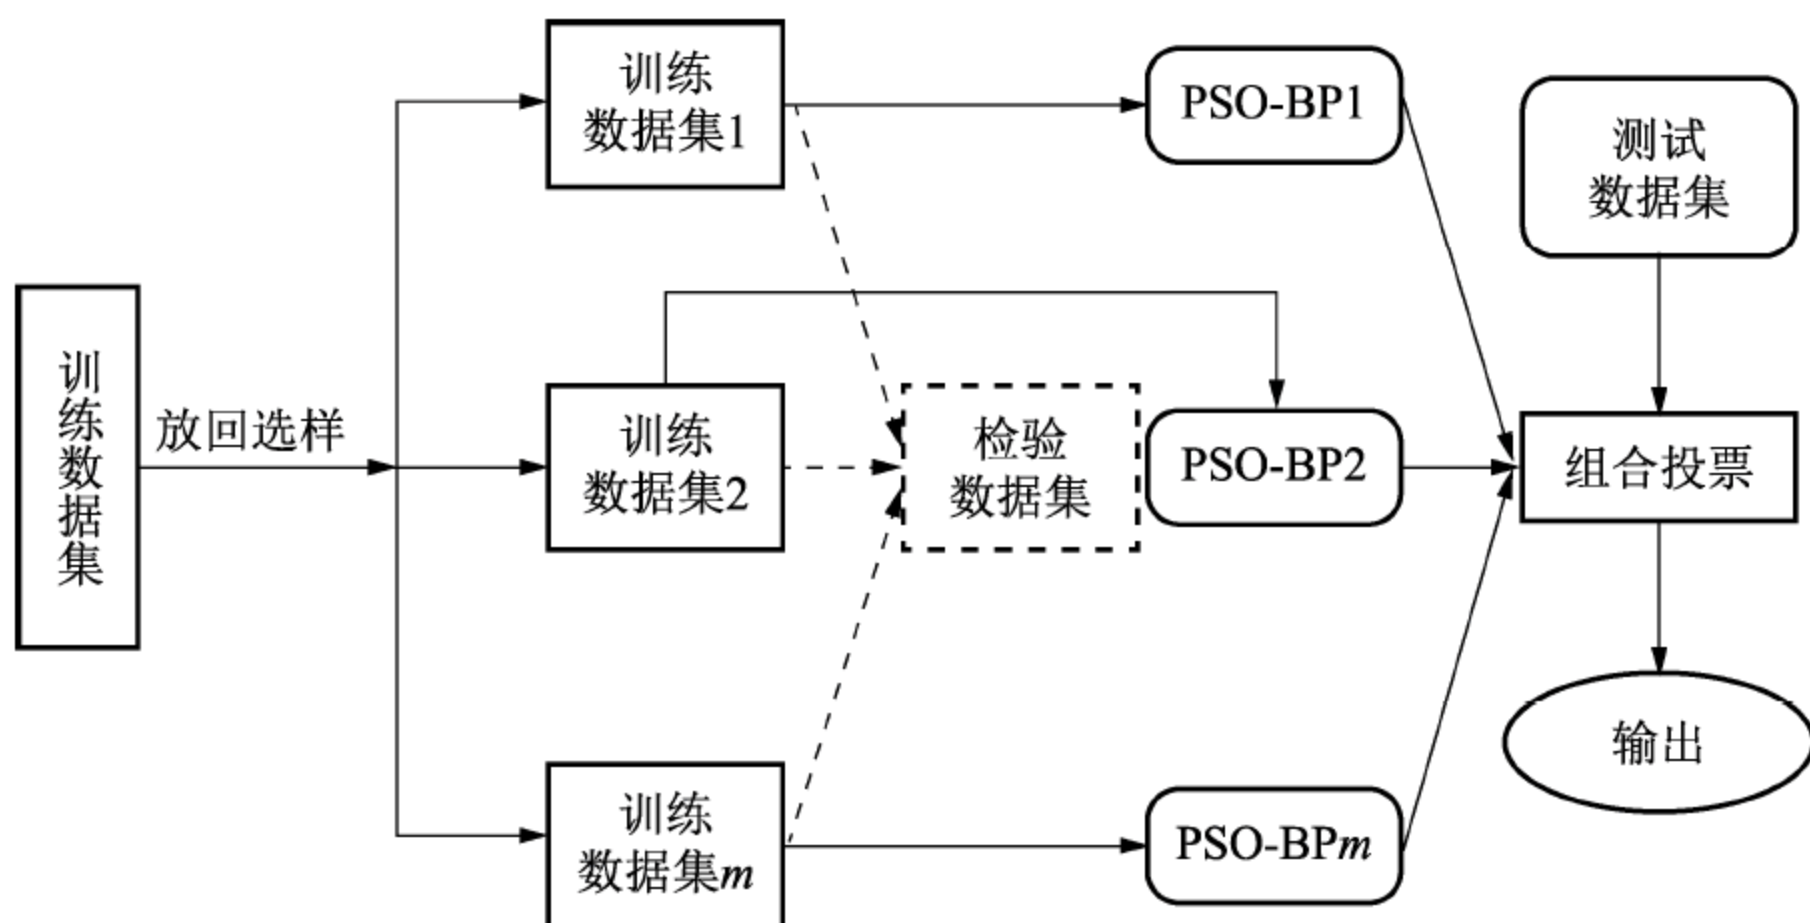 训练
数据集1
PSO-BP1
测试
数据集
训练数据集
放回选样
训练
数据集2
检验
数据集
PSO-BP2
组合投票
训练
数据集m
PSO-BPm
输出